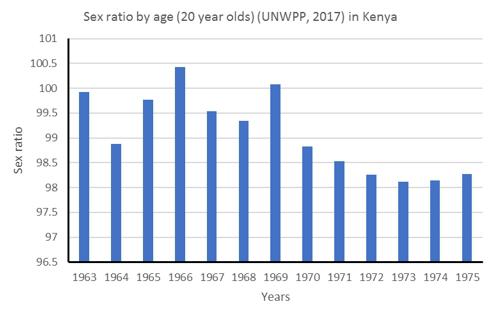 Sex ratio by age (20 year olds) (UNWPP, 2017) in Kenya
101
100.5
100
99.5
99
98.5
98
97.5
97
96.5
Sex ratio
1963 1964 1965 1966 1967 1968 1969 1970 1971 1972 1973 1974 1975
Years